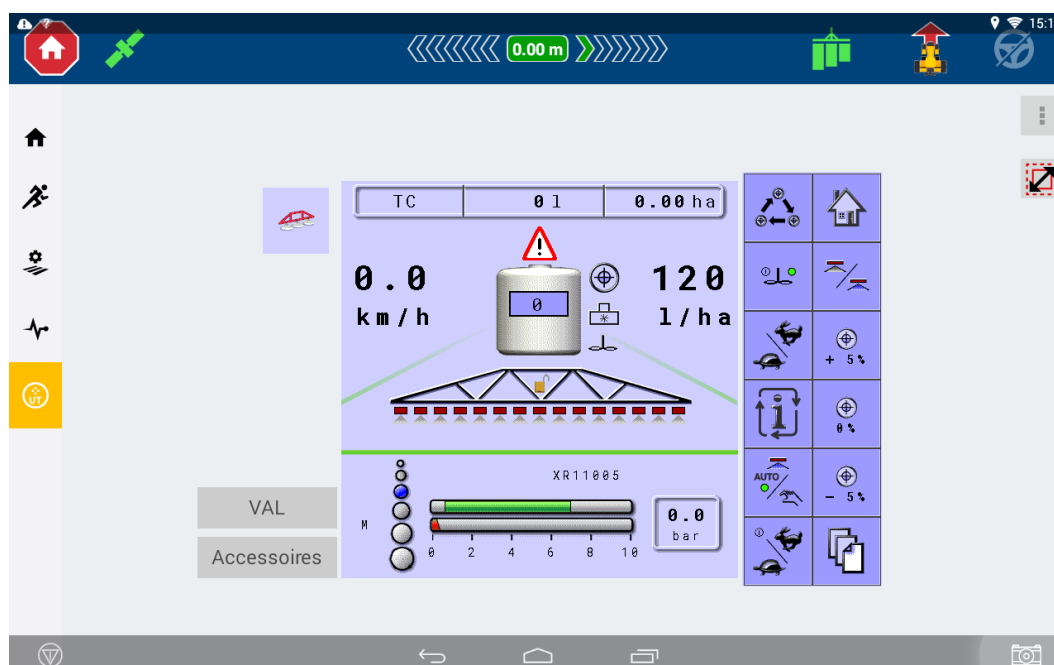 15:1
0.00 m
TC 0 l 0.00 ha
0.0 120
km/h 0 l/ha
+ 5%
0%
AUTO
- 5%
XR11005
VAL
M
0.0
bar
0 2 4 6 8 10
Accessoires
UT